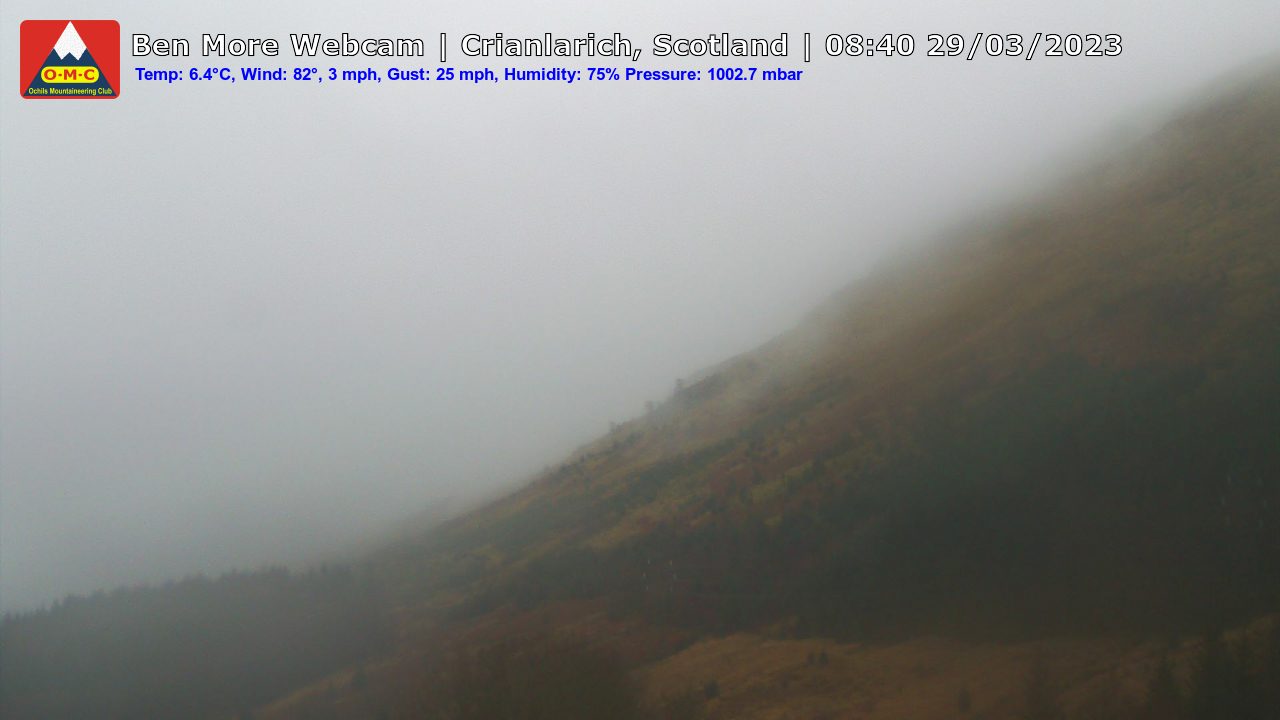 Ben More Webcam | Crianlarich, Scotland | 08:40 29/03/2023
Temp: 6.4°C, Wind: 82°, 3 mph, Gust: 25 mph, Humidity: 75% Pressure: 1002.7 mbar
O·M·C
Ochils Mountaineering Club